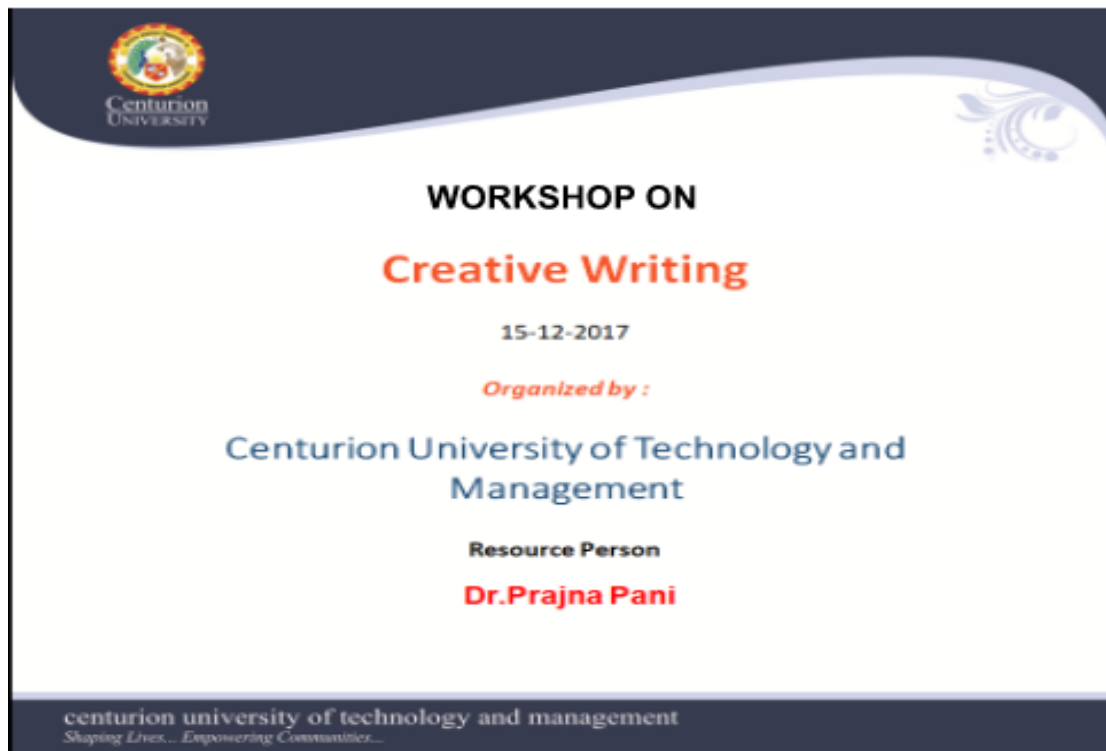 Centurion
UNIVERSITY
WORKSHOP ON
Creative Writing
15-12-2017
Organized by :
Centurion University of Technology and
Management
Resource Person
Dr.Prajna Pani
centurion university of technology and management
Shaping Lives... Empowering Communities...